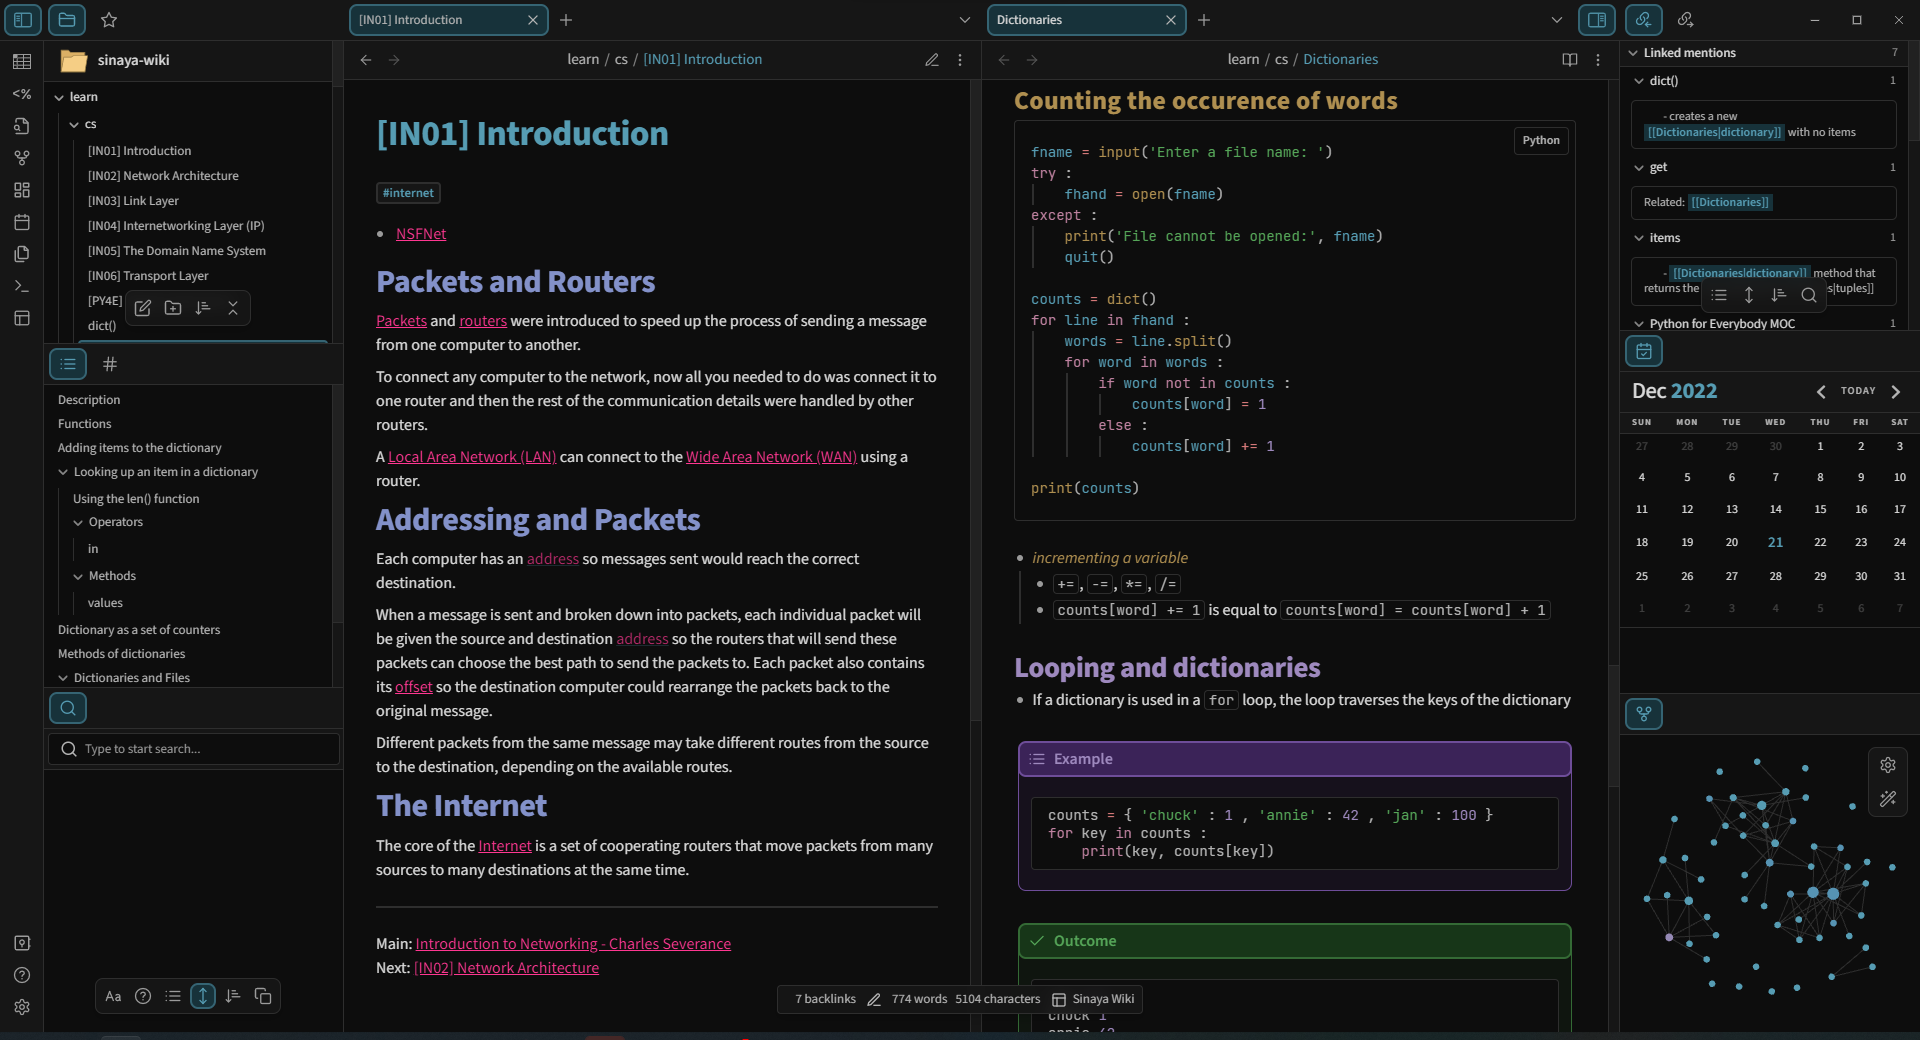 [IN01] Introduction
Dictionaries
sinaya-wiki
learn
cs
[IN01] Introduction
[IN02] Network Architecture
[IN03] Link Layer
[IN04] Internetworking Layer (IP)
[IN05] The Domain Name System
[IN06] Transport Layer
[PY4E]
dict()
Description
Functions
Adding items to the dictionary
Looking up an item in a dictionary
Using the len() function
Operators
in
Methods
values
Dictionary as a set of counters
Methods of dictionaries
Dictionaries and Files
Type to start search...
Aa
learn / cs / [IN01] Introduction
[IN01] Introduction
#internet
NSFNet
Packets and Routers
Packets and routers were introduced to speed up the process of sending a message
from one computer to another.
To connect any computer to the network, now all you needed to do was connect it to
one router and then the rest of the communication details were handled by other
routers.
A Local Area Network (LAN) can connect to the Wide Area Network (WAN) using a
router.
Addressing and Packets
Each computer has an address so messages sent would reach the correct
destination.
When a message is sent and broken down into packets, each individual packet will
be given the source and destination address so the routers that will send these
packets can choose the best path to send the packets to. Each packet also contains
its offset so the destination computer could rearrange the packets back to the
original message.
Different packets from the same message may take different routes from the source
to the destination, depending on the available routes.
The Internet
The core of the Internet is a set of cooperating routers that move packets from many
sources to many destinations at the same time.
Main: Introduction to Networking - Charles Severance
Next: [IN02] Network Architecture
learn / cs / Dictionaries
Counting the occurence of words
Python
fname = input('Enter a file name: ')
try :
fhand = open(fname)
except :
print('File cannot be opened:', fname)
quit()
counts = dict()
for line in fhand :
words = line.split()
for word in words :
if word not in counts :
counts[word] = 1
else :
counts[word] += 1
print(counts)
incrementing a variable
+=, -=, *=, /=
counts[word] += 1 is equal to counts[word] = counts[word] + 1
Looping and dictionaries
If a dictionary is used in a for loop, the loop traverses the keys of the dictionary
Example
counts = { 'chuck' : 1 , 'annie' : 42 , 'jan' : 100 }
for key in counts :
print(key, counts[key])
Outcome
chuck 1
annie 42
7 backlinks 774 words 5104 characters Sinaya Wiki
Linked mentions 7
dict() 1
- creates a new
[[Dictionaries|dictionary]] with no items
get 1
Related: [[Dictionaries]]
items 1
- [[Dictionaries|dictionary]] method that
returns the s|tuples]]
Python for Everybody MOC 1
Dec 2022 TODAY
SUN MON TUE WED THU FRI SAT
27 28 29 30 1 2 3
4 5 6 7 8 9 10
11 12 13 14 15 16 17
18 19 20 21 22 23 24
25 26 27 28 29 30 31
1 2 3 4 5 6 7